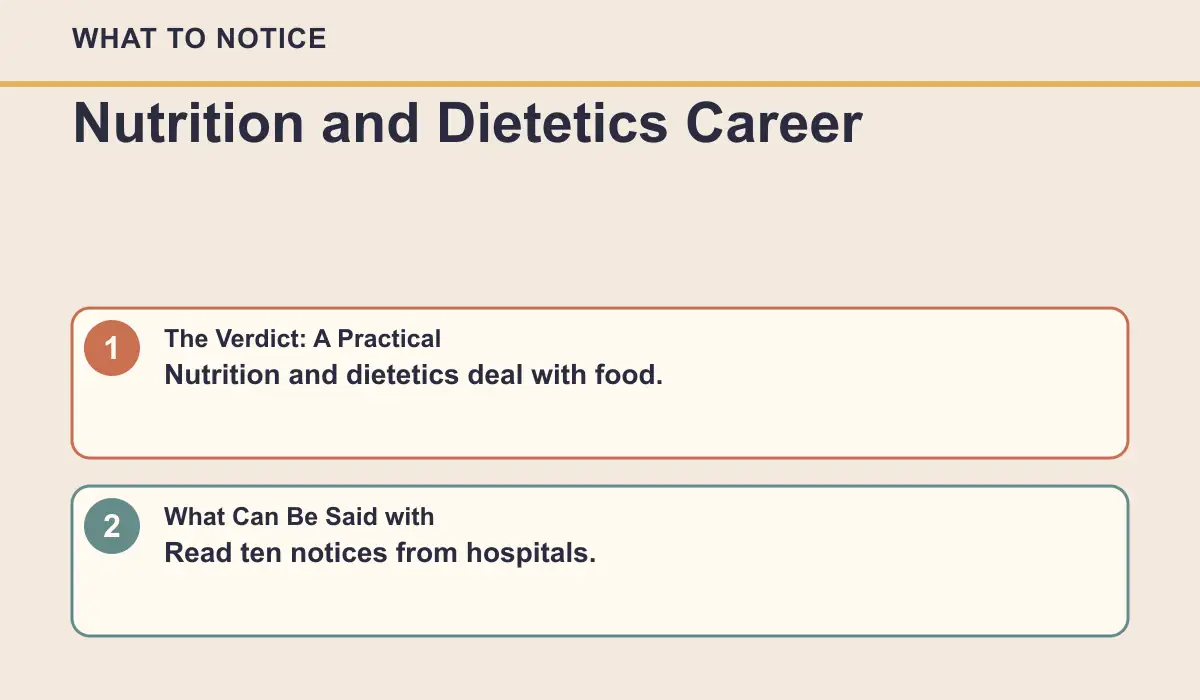 WHAT TO NOTICE
Nutrition and Dietetics Career
1
The Verdict: A Practical
Nutrition and dietetics deal with food.
2
What Can Be Said with
Read ten notices from hospitals.